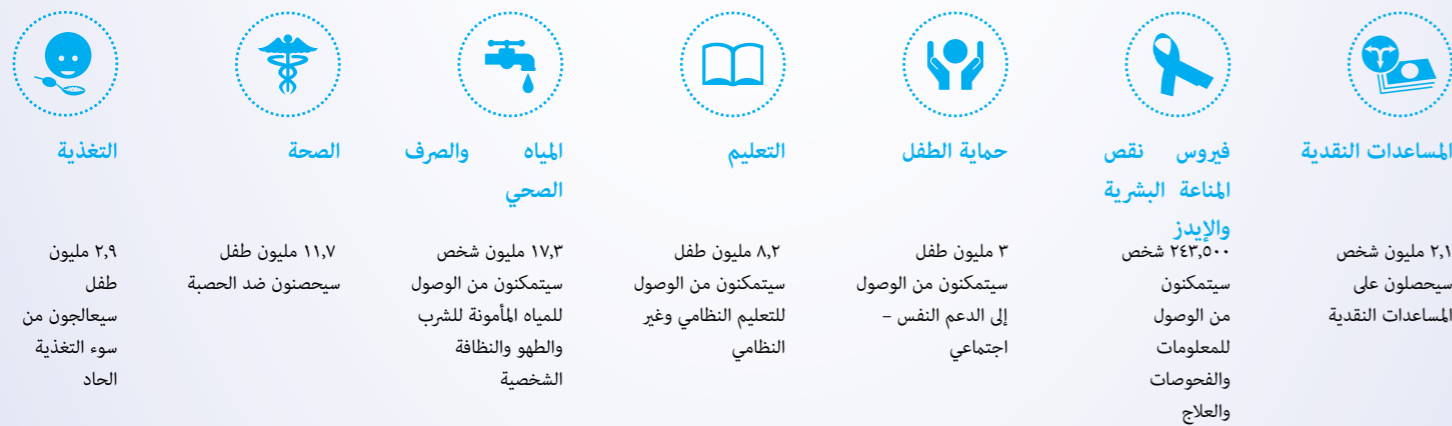 المساعدات النقدية
٢,١ مليون شخص
سيحصلون على
المساعدات النقدية
فيروس نقص
المناعة البشرية
والإيدز
٢٤٣,٥٠٠ شخص
سيتمكنون
من الوصول
للمعلومات
والفحوصات
والعلاج
حماية الطفل
٣ مليون طفل
سيتمكنون من الوصول
إلى الدعم النفس –
اجتماعي
التعليم
٨,٢ مليون طفل
سيتمكنون من الوصول
للتعليم النظامي وغير
النظامي
المياه والصرف
الصحي
١٧,٣ مليون شخص
سيتمكنون من الوصول
للمياه المأمونة للشرب
والطهو والنظافة
الشخصية
الصحة
١١,٧ مليون طفل
سيحصنون ضد الحصبة
التغذية
٢,٩ مليون
طفل
سيعالجون من
سوء التغذية
الحاد